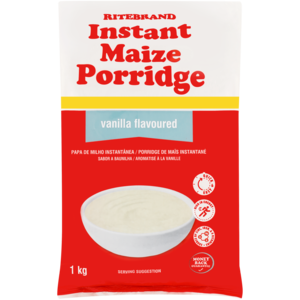 RITEBRAND
Instant
Maize
Porridge
vanilla flavoured
PAPA DE MILHO INSTANTÂNEA / PORRIDGE DE MAÏS INSTANTANÉ
SABOR A BAUNILHA / AROMATISÉ À LA VANILLE
MONEY
BACK
GUARANTEE
1 kg
SERVING SUGGESTION